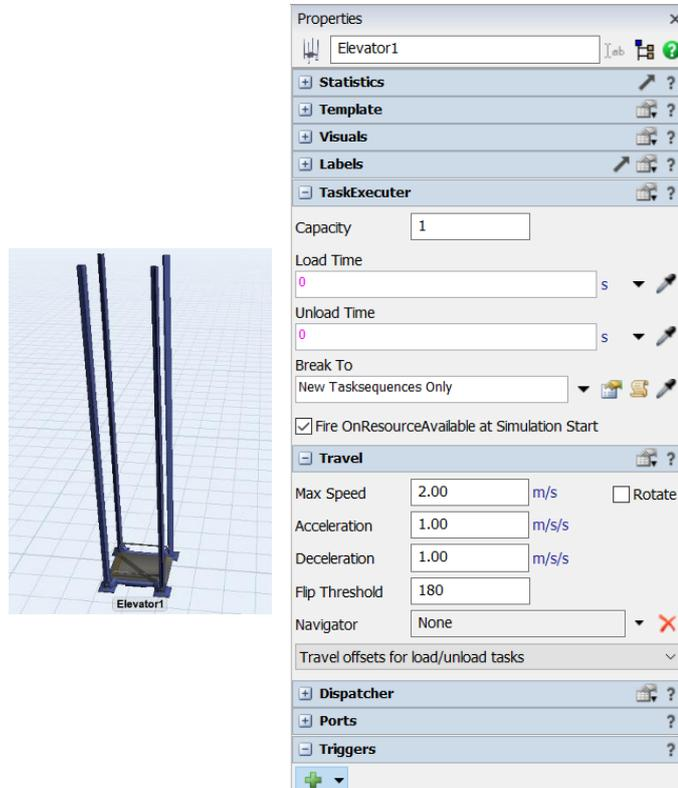 Properties
Elevator1
Statistics
?
Template
?
Visuals
?
Labels
?
TaskExecuter
?
Capacity 1
Load Time
0 s
Unload Time
0 s
Break To
New Tasksequences Only
Fire OnResourceAvailable at Simulation Start
Travel
?
Max Speed 2.00 m/s Rotate
Acceleration 1.00 m/s/s
Deceleration 1.00 m/s/s
Flip Threshold 180
Navigator None
Travel offsets for load/unload tasks
Dispatcher
?
Ports
?
Triggers
?
Elevator1